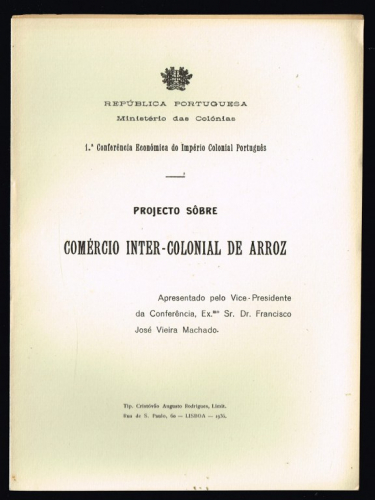 REPÚBLICA PORTUGUESA
Ministério das Colónias
1.ª Conferência Económica do Império Colonial Português
PROJECTO SÔBRE
COMÉRCIO INTER-COLONIAL DE ARROZ
Apresentado pelo Vice-Presidente
da Conferência, Ex.mo Sr. Dr. Francisco
José Vieira Machado.
Tip. Cristóvão Augusto Rodrigues, Limit.
Rua de S. Paulo, 60 — LISBOA —